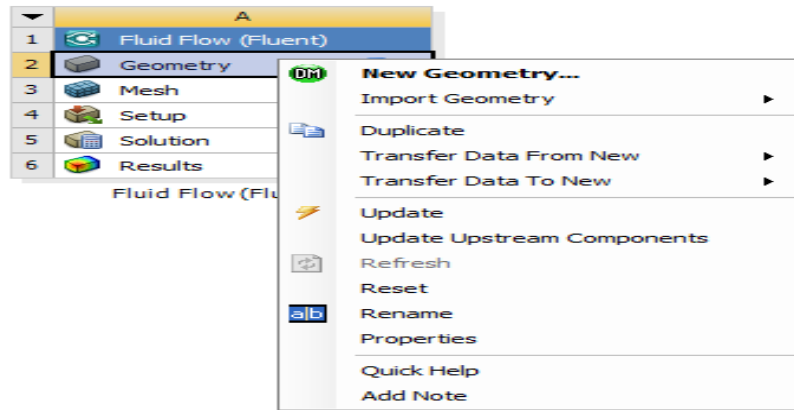 A
1 Fluid Flow (Fluent)
2 Geometry
3 Mesh
4 Setup
5 Solution
6 Results
Fluid Flow (Flu
DM New Geometry...
Import Geometry
Duplicate
Transfer Data From New
Transfer Data To New
Update
Update Upstream Components
Refresh
Reset
a|b Rename
Properties
Quick Help
Add Note